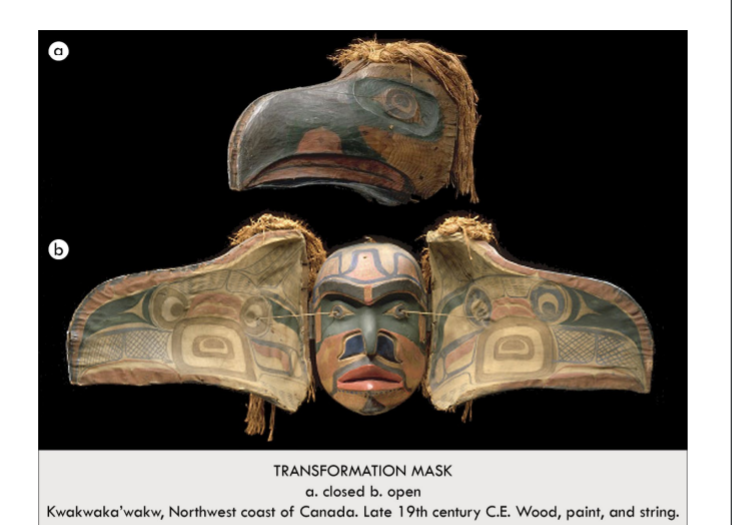 a
b
TRANSFORMATION MASK
a. closed b. open
Kwakwaka'wakw, Northwest coast of Canada. Late 19th century C.E. Wood, paint, and string.